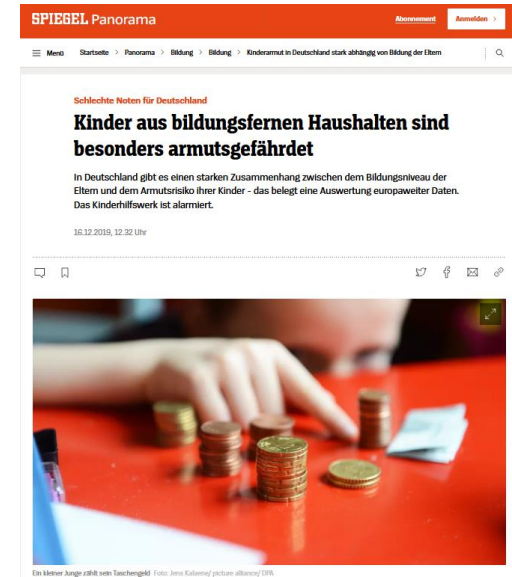 SPIEGEL Panorama
Abonnement
Anmelden >
Menü
Startseite > Panorama > Bildung > Bildung > Kinderarmut in Deutschland stark abhängig von Bildung der Eltern
Schlechte Noten für Deutschland
Kinder aus bildungsfernen Haushalten sind
besonders armutsgefährdet
In Deutschland gibt es einen starken Zusammenhang zwischen dem Bildungsniveau der
Eltern und dem Armutsrisiko ihrer Kinder - das belegt eine Auswertung europaweiter Daten.
Das Kinderhilfswerk ist alarmiert.
16.12.2019, 12.32 Uhr
Ein kleiner Junge zählt sein Taschengeld Foto: Jens Kalaene/ picture alliance/ DPA